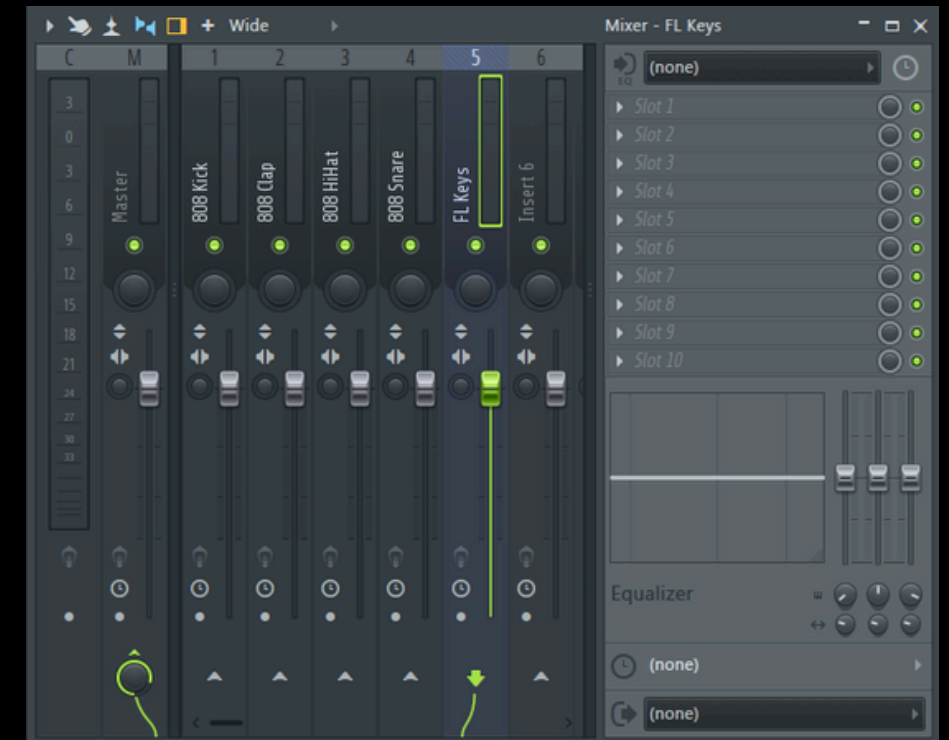 Wide
Mixer - FL Keys
C
M
1
2
3
4
5
6
(none)
EQ
3
0
3
6
9
12
15
18
21
24
27
30
33
Master
808 Kick
808 Clap
808 HiHat
808 Snare
FL Keys
Insert 6
Slot 1
Slot 2
Slot 3
Slot 4
Slot 5
Slot 6
Slot 7
Slot 8
Slot 9
Slot 10
Equalizer
(none)
(none)